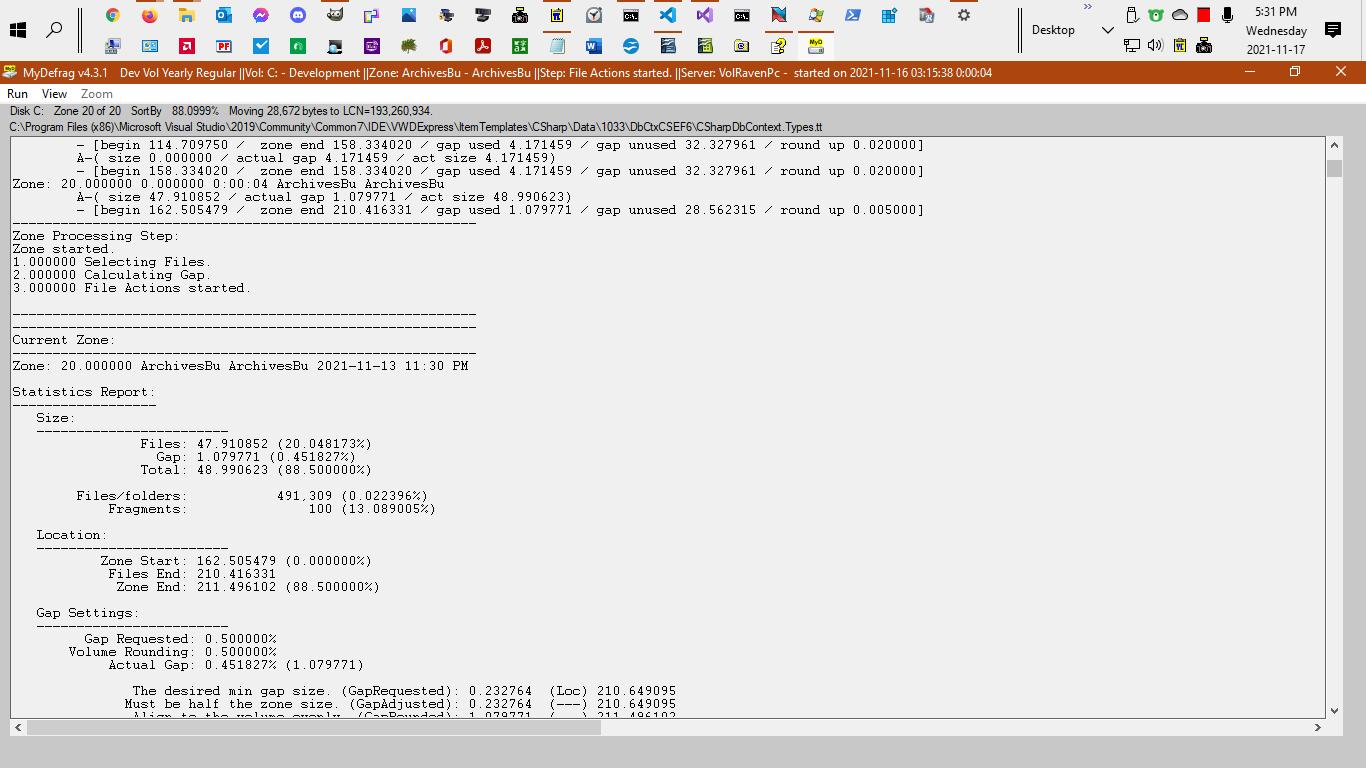 5:31 PM
Wednesday
2021-11-17
Desktop
MyDefrag v4.3.1 Dev Vol Yearly Regular ||Vol: C: - Development ||Zone: ArchivesBu - ArchivesBu ||Step: File Actions started. ||Server: VolRavenPc - started on 2021-11-16 03:15:38 0:00:04
Run View Zoom
Disk C: Zone 20 of 20 SortBy 88.0999% Moving 28,672 bytes to LCN=193,260,934.
C:\Program Files (x86)\Microsoft Visual Studio\2019\Community\Common7\IDE\VWDExpress\ItemTemplates\CSharp\Data\1033\DbCtxCSEF6\CSharpDbContext.Types.tt
- [begin 114.709750 / zone end 158.334020 / gap used 4.171459 / gap unused 32.327961 / round up 0.020000]
A-( size 0.000000 / actual gap 4.171459 / act size 4.171459)
- [begin 158.334020 / zone end 158.334020 / gap used 4.171459 / gap unused 32.327961 / round up 0.020000]
Zone: 20.000000 0.000000 0:00:04 ArchivesBu ArchivesBu
A-( size 47.910852 / actual gap 1.079771 / act size 48.990623)
- [begin 162.505479 / zone end 210.416331 / gap used 1.079771 / gap unused 28.562315 / round up 0.005000]
----------------------------------------------------------
Zone Processing Step:
Zone started.
1.000000 Selecting Files.
2.000000 Calculating Gap.
3.000000 File Actions started.
----------------------------------------------------------
----------------------------------------------------------
Current Zone:
----------------------------------------------------------
Zone: 20.000000 ArchivesBu ArchivesBu 2021-11-13 11:30 PM
Statistics Report:
------------------
Size:
------------------------
Files: 47.910852 (20.048173%)
Gap: 1.079771 (0.451827%)
Total: 48.990623 (88.500000%)
Files/folders: 491,309 (0.022396%)
Fragments: 100 (13.089005%)
Location:
------------------------
Zone Start: 162.505479 (0.000000%)
Files End: 210.416331
Zone End: 211.496102 (88.500000%)
Gap Settings:
------------------------
Gap Requested: 0.500000%
Volume Rounding: 0.500000%
Actual Gap: 0.451827% (1.079771)
The desired min gap size. (GapRequested): 0.232764 (Loc) 210.649095
Must be half the zone size. (GapAdjusted): 0.232764 (---) 210.649095
Align to the volume evenly. (GapRounded): 1.079771 (---) 211.496102